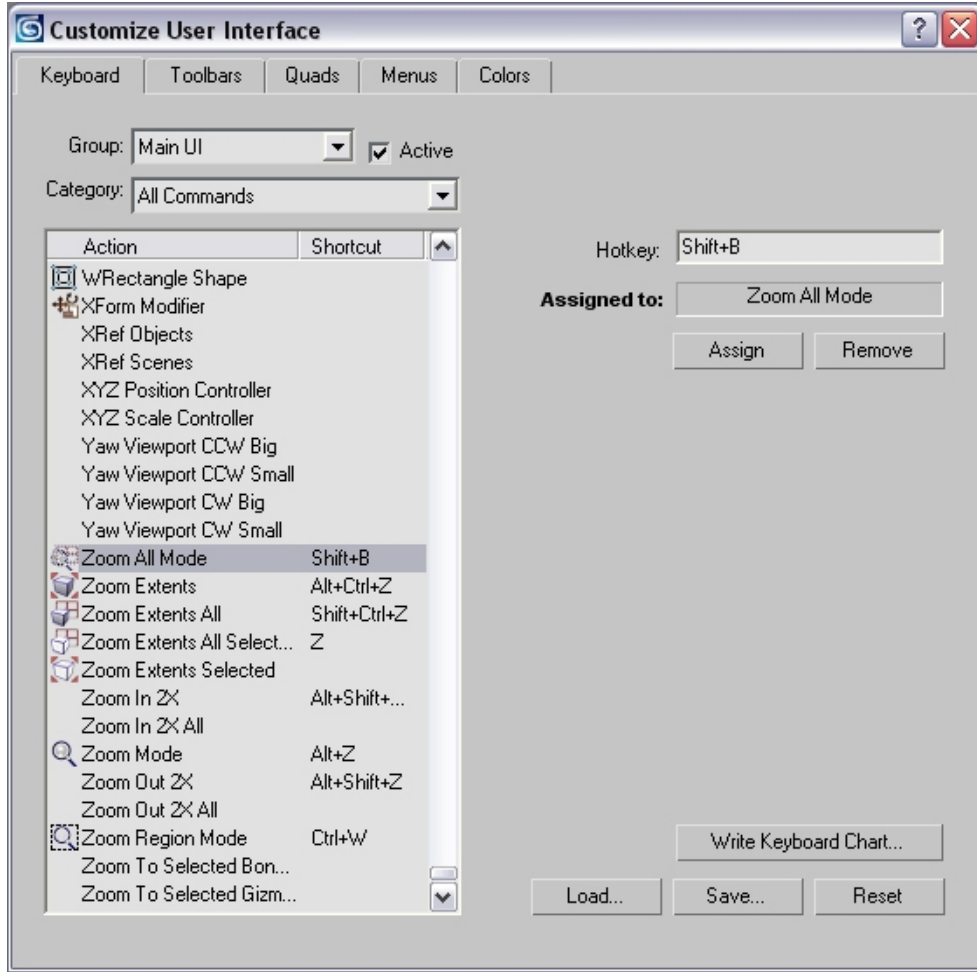 Customize User Interface
Keyboard Toolbars Quads Menus Colors
Group: Main UI Active
Category: All Commands
Action Shortcut
Hotkey: Shift+B
Assigned to: Zoom All Mode
Assign Remove
WRectangle Shape
XForm Modifier
XRef Objects
XRef Scenes
XYZ Position Controller
XYZ Scale Controller
Yaw Viewport CCW Big
Yaw Viewport CCW Small
Yaw Viewport CW Big
Yaw Viewport CW Small
Zoom All Mode Shift+B
Zoom Extents Alt+Ctrl+Z
Zoom Extents All Shift+Ctrl+Z
Zoom Extents All Select... Z
Zoom Extents Selected
Zoom In 2X Alt+Shift+...
Zoom In 2X All
Zoom Mode Alt+Z
Zoom Out 2X Alt+Shift+Z
Zoom Out 2X All
Zoom Region Mode Ctrl+W
Zoom To Selected Bon...
Zoom To Selected Gizm...
Write Keyboard Chart...
Load... Save... Reset